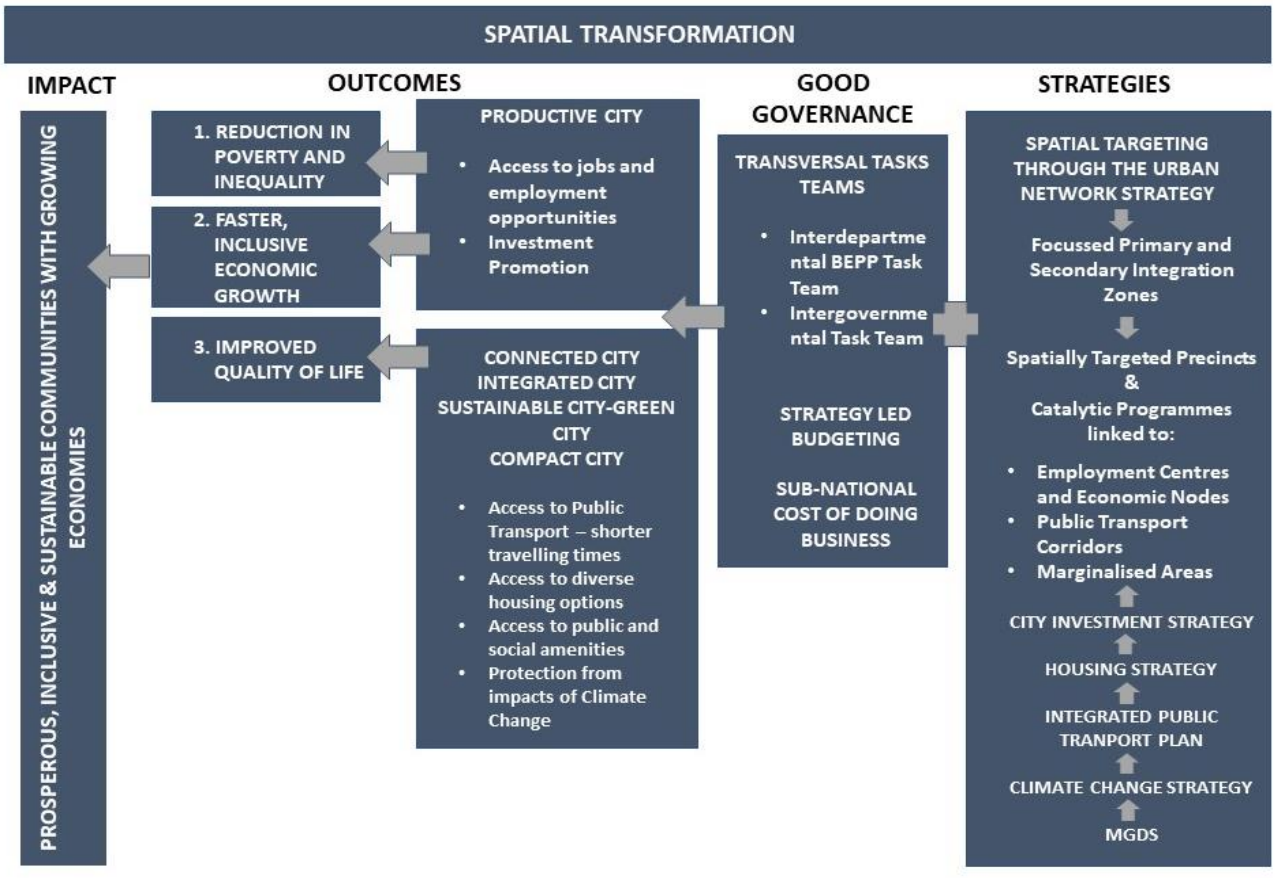 SPATIAL TRANSFORMATION
IMPACT
PROSPEROUS, INCLUSIVE & SUSTAINABLE COMMUNITIES WITH GROWING
ECONOMIES
OUTCOMES
1. REDUCTION IN
POVERTY AND
INEQUALITY
2. FASTER,
INCLUSIVE
ECONOMIC
GROWTH
3. IMPROVED
QUALITY OF LIFE
PRODUCTIVE CITY
• Access to jobs and
employment
opportunities
• Investment
Promotion
CONNECTED CITY
INTEGRATED CITY
SUSTAINABLE CITY-GREEN
CITY
COMPACT CITY
• Access to Public
Transport – shorter
travelling times
• Access to diverse
housing options
• Access to public and
social amenities
• Protection from
impacts of Climate
Change
GOOD
GOVERNANCE
TRANSVERSAL TASKS
TEAMS
• Interdepartme
ntal BEPP Task
Team
• Intergovernme
ntal Task Team
STRATEGY LED
BUDGETING
SUB-NATIONAL
COST OF DOING
BUSINESS
STRATEGIES
SPATIAL TARGETING
THROUGH THE URBAN
NETWORK STRATEGY
Focussed Primary and
Secondary Integration
Zones
Spatially Targeted Precincts
&
Catalytic Programmes
linked to:
• Employment Centres
and Economic Nodes
• Public Transport
Corridors
• Marginalised Areas
CITY INVESTMENT STRATEGY
HOUSING STRATEGY
INTEGRATED PUBLIC
TRANPORT PLAN
CLIMATE CHANGE STRATEGY
MGDS